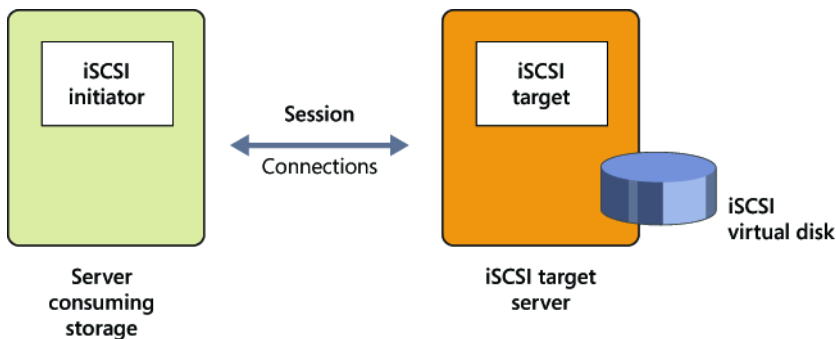 iSCSI
initiator
Session
Connections
iSCSI
target
iSCSI
virtual disk
Server
consuming
storage
iSCSI target
server